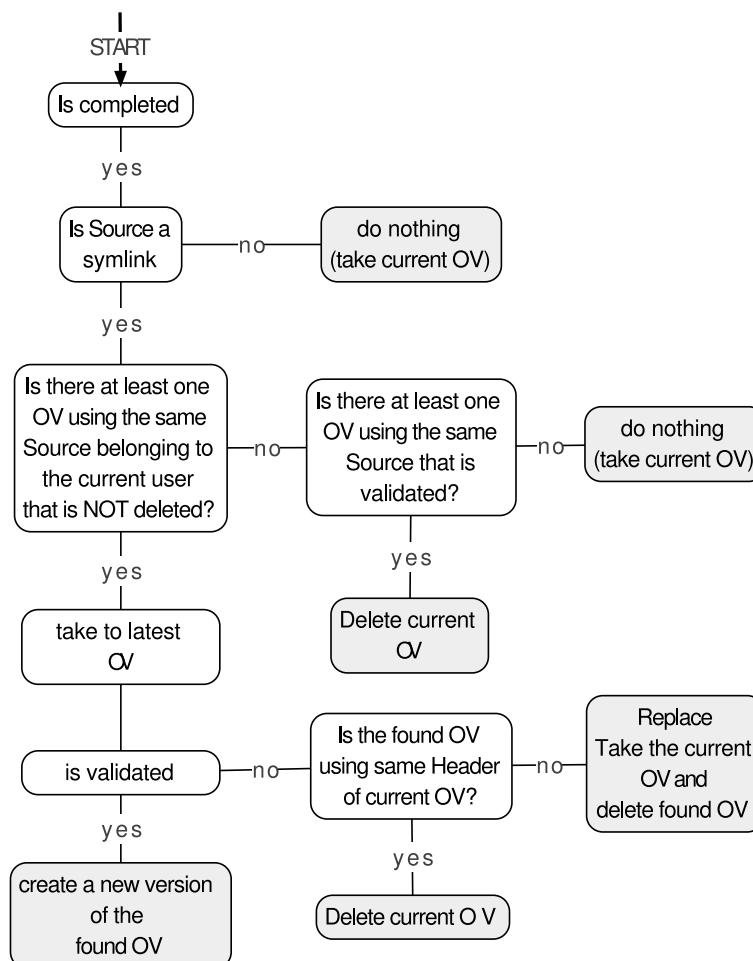 START
Is completed
yes
Is Source a
symlink
no
do nothing
(take current OV)
yes
Is there at least one
OV using the same
Source belonging to
the current user
that is NOT deleted?
no
Is there at least one
OV using the same
Source that is
validated?
no
do nothing
(take current OV)
yes
yes
take to latest
OV
Delete current
OV
is validated
no
Is the found OV
using same Header
of current OV?
no
Replace
Take the current
OV and
delete found OV
yes
yes
create a new version
of the
found OV
Delete current O V